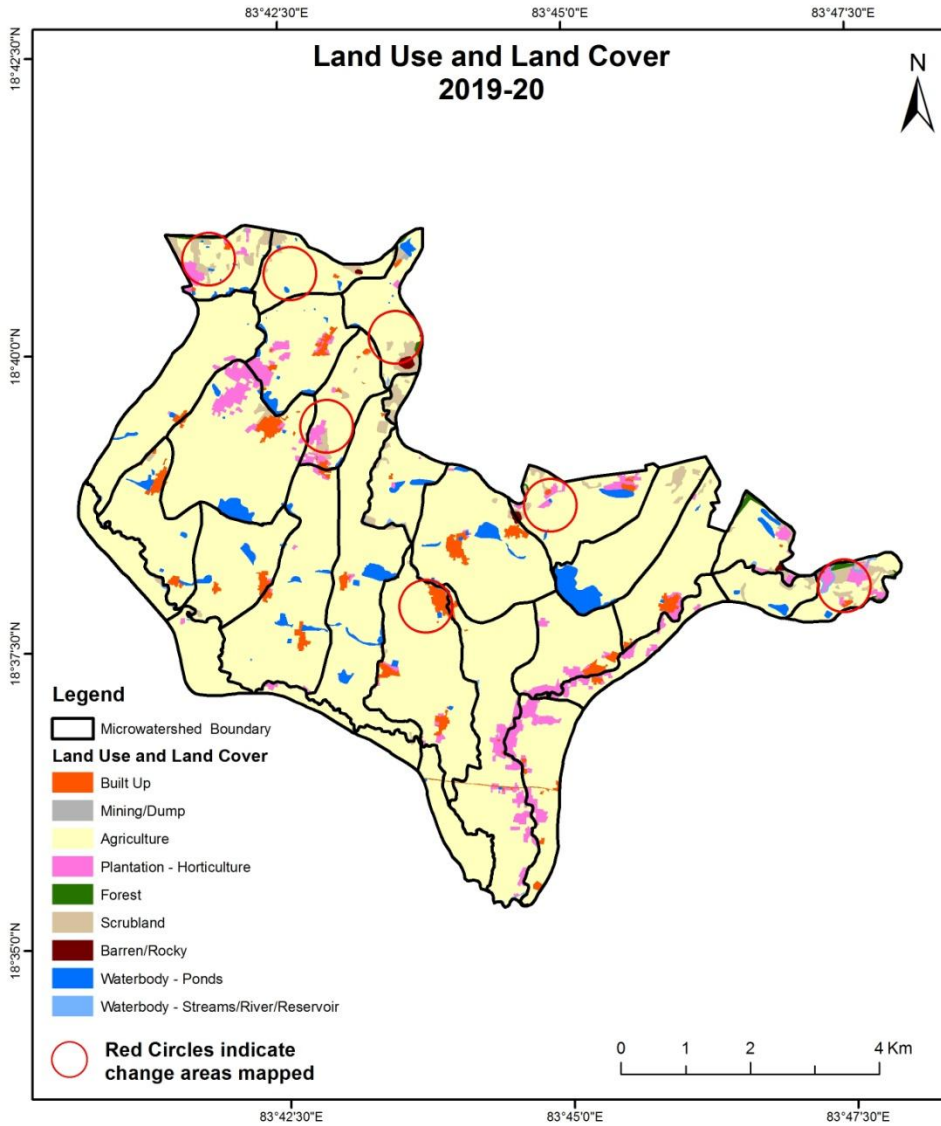 83°42'30"E
83°45'0"E
83°47'30"E
Land Use and Land Cover
2019-20
N
18°42'30"N
18°40'0"N
18°37'30"N
18°35'0"N
Legend
Microwatershed Boundary
Land Use and Land Cover
Built Up
Mining/Dump
Agriculture
Plantation - Horticulture
Forest
Scrubland
Barren/Rocky
Waterbody - Ponds
Waterbody - Streams/River/Reservoir
Red Circles indicate
change areas mapped
0 1 2 4 Km
83°42'30"E
83°45'0"E
83°47'30"E